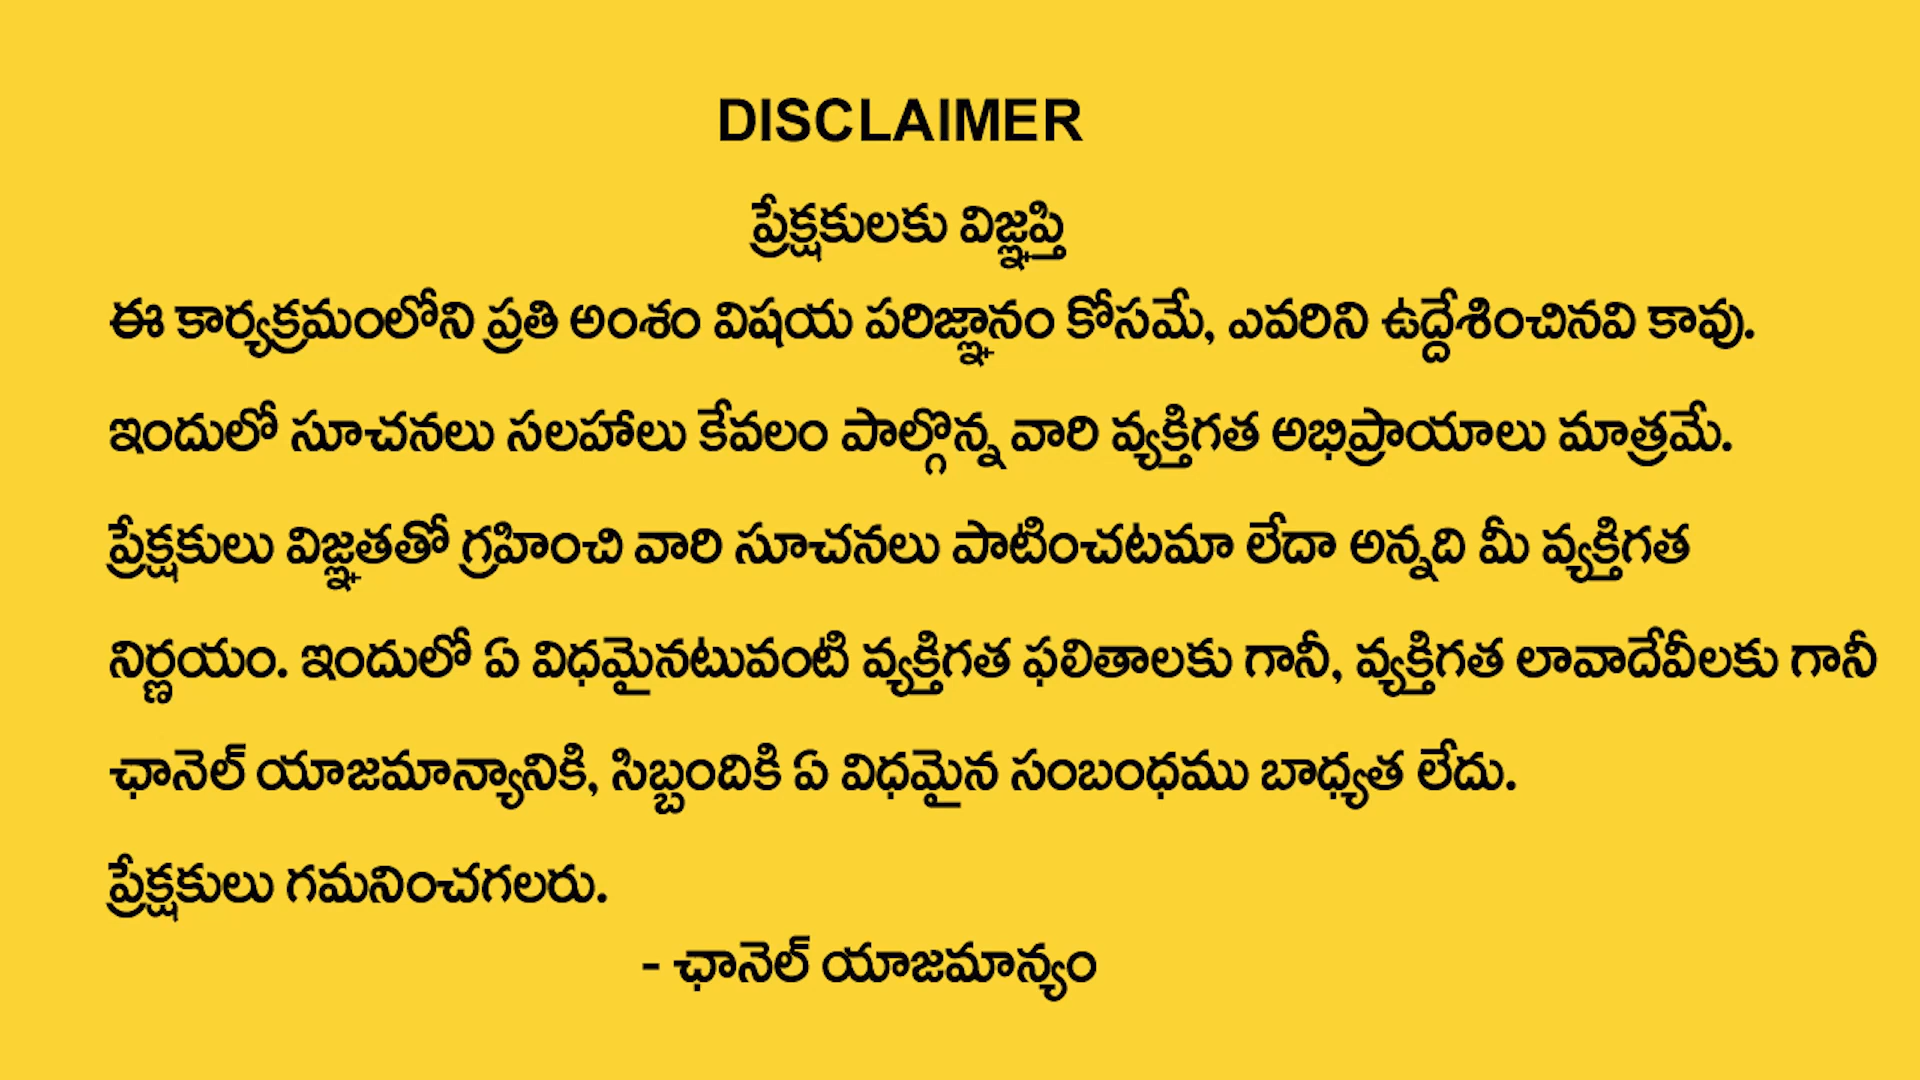 DISCLAIMER
ప్రేక్షకులకు విజ్ఞప్తి
ఈ కార్యక్రమంలోని ప్రతి అంశం విషయ పరిజ్ఞానం కోసమే, ఎవరిని ఉద్దేశించినవి కావు.
ఇందులో సూచనలు సలహాలు కేవలం పాల్గొన్న వారి వ్యక్తిగత అభిప్రాయాలు మాత్రమే.
ప్రేక్షకులు విజ్ఞతతో గ్రహించి వారి సూచనలు పాటించటమా లేదా అన్నది మీ వ్యక్తిగత
నిర్ణయం. ఇందులో ఏ విధమైనటువంటి వ్యక్తిగత ఫలితాలకు గానీ, వ్యక్తిగత లావాదేవీలకు గానీ
ఛానెల్ యాజమాన్యానికి, సిబ్బందికి ఏ విధమైన సంబంధము బాధ్యత లేదు.
ప్రేక్షకులు గమనించగలరు.
- ఛానెల్ యాజమాన్యం